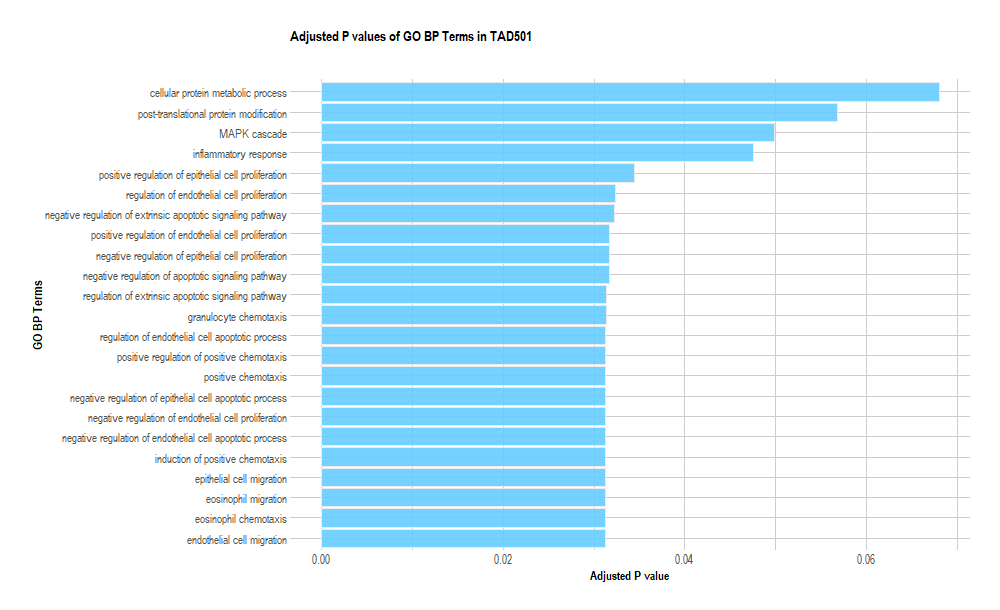 Adjusted P values of GO BP Terms in TAD501
cellular protein metabolic process
post-translational protein modification
MAPK cascade
inflammatory response
positive regulation of epithelial cell proliferation
regulation of endothelial cell proliferation
negative regulation of extrinsic apoptotic signaling pathway
positive regulation of endothelial cell proliferation
negative regulation of epithelial cell proliferation
negative regulation of apoptotic signaling pathway
regulation of extrinsic apoptotic signaling pathway
granulocyte chemotaxis
regulation of endothelial cell apoptotic process
positive regulation of positive chemotaxis
positive chemotaxis
negative regulation of epithelial cell apoptotic process
negative regulation of endothelial cell proliferation
negative regulation of endothelial cell apoptotic process
induction of positive chemotaxis
epithelial cell migration
eosinophil migration
eosinophil chemotaxis
endothelial cell migration
GO BP Terms
0.00 0.02 0.04 0.06
Adjusted P value